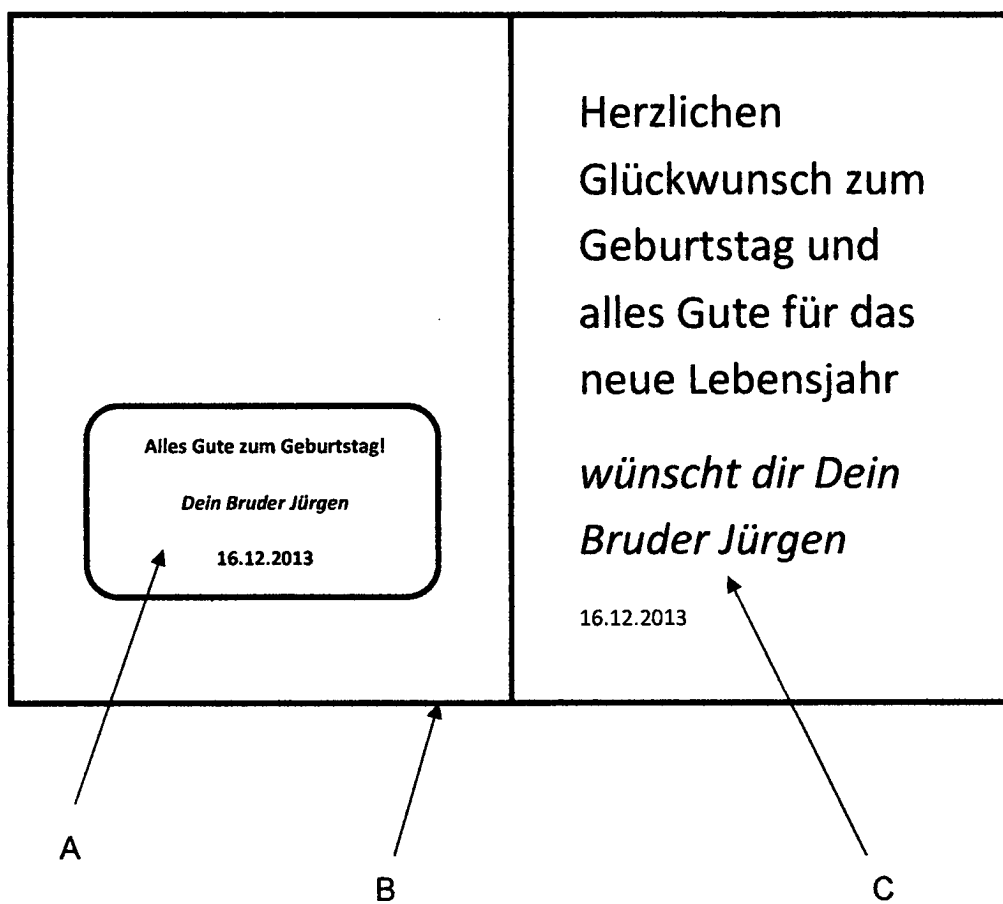 Alles Gute zum Geburtstag!
Dein Bruder Jürgen
16.12.2013
Herzlichen
Glückwunsch zum
Geburtstag und
alles Gute für das
neue Lebensjahr
wünscht dir Dein
Bruder Jürgen
16.12.2013
A
B
C